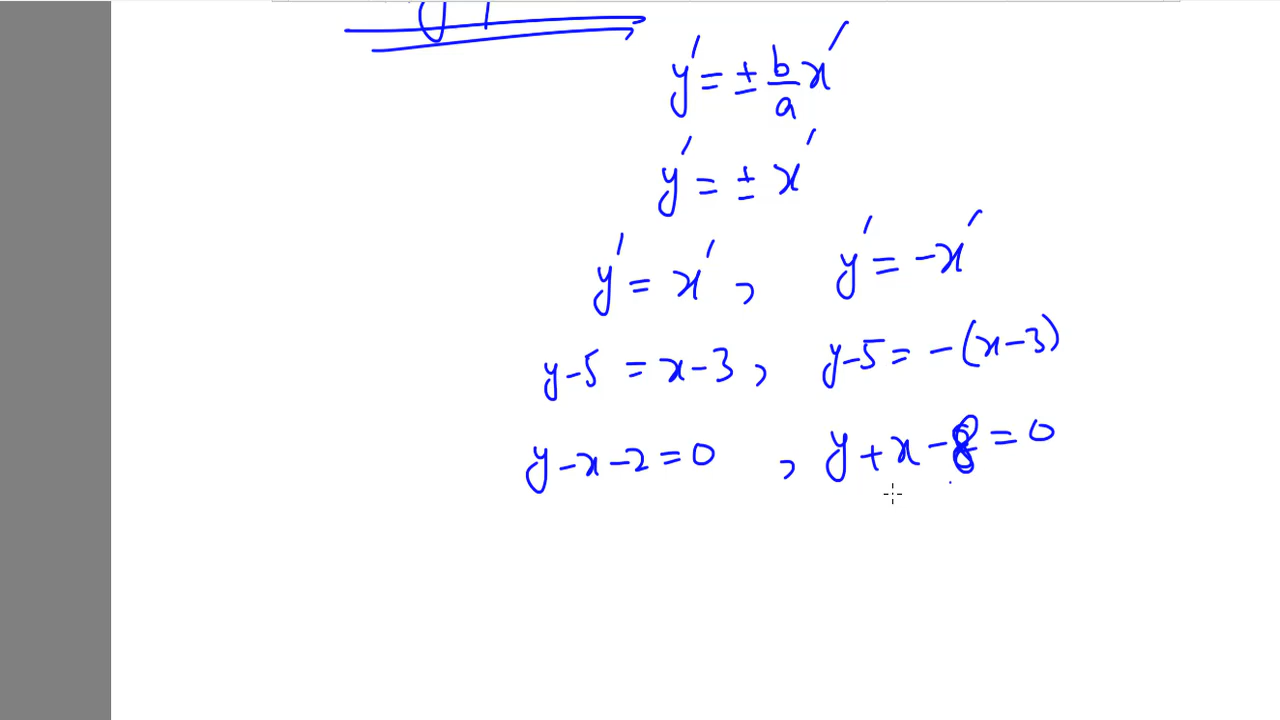 y' = ± b/a x'
y' = ± x'
y' = x' , y' = -x'
y-5 = x-3 , y-5 = -(x-3)
y-x-2=0 , y+x-8=0